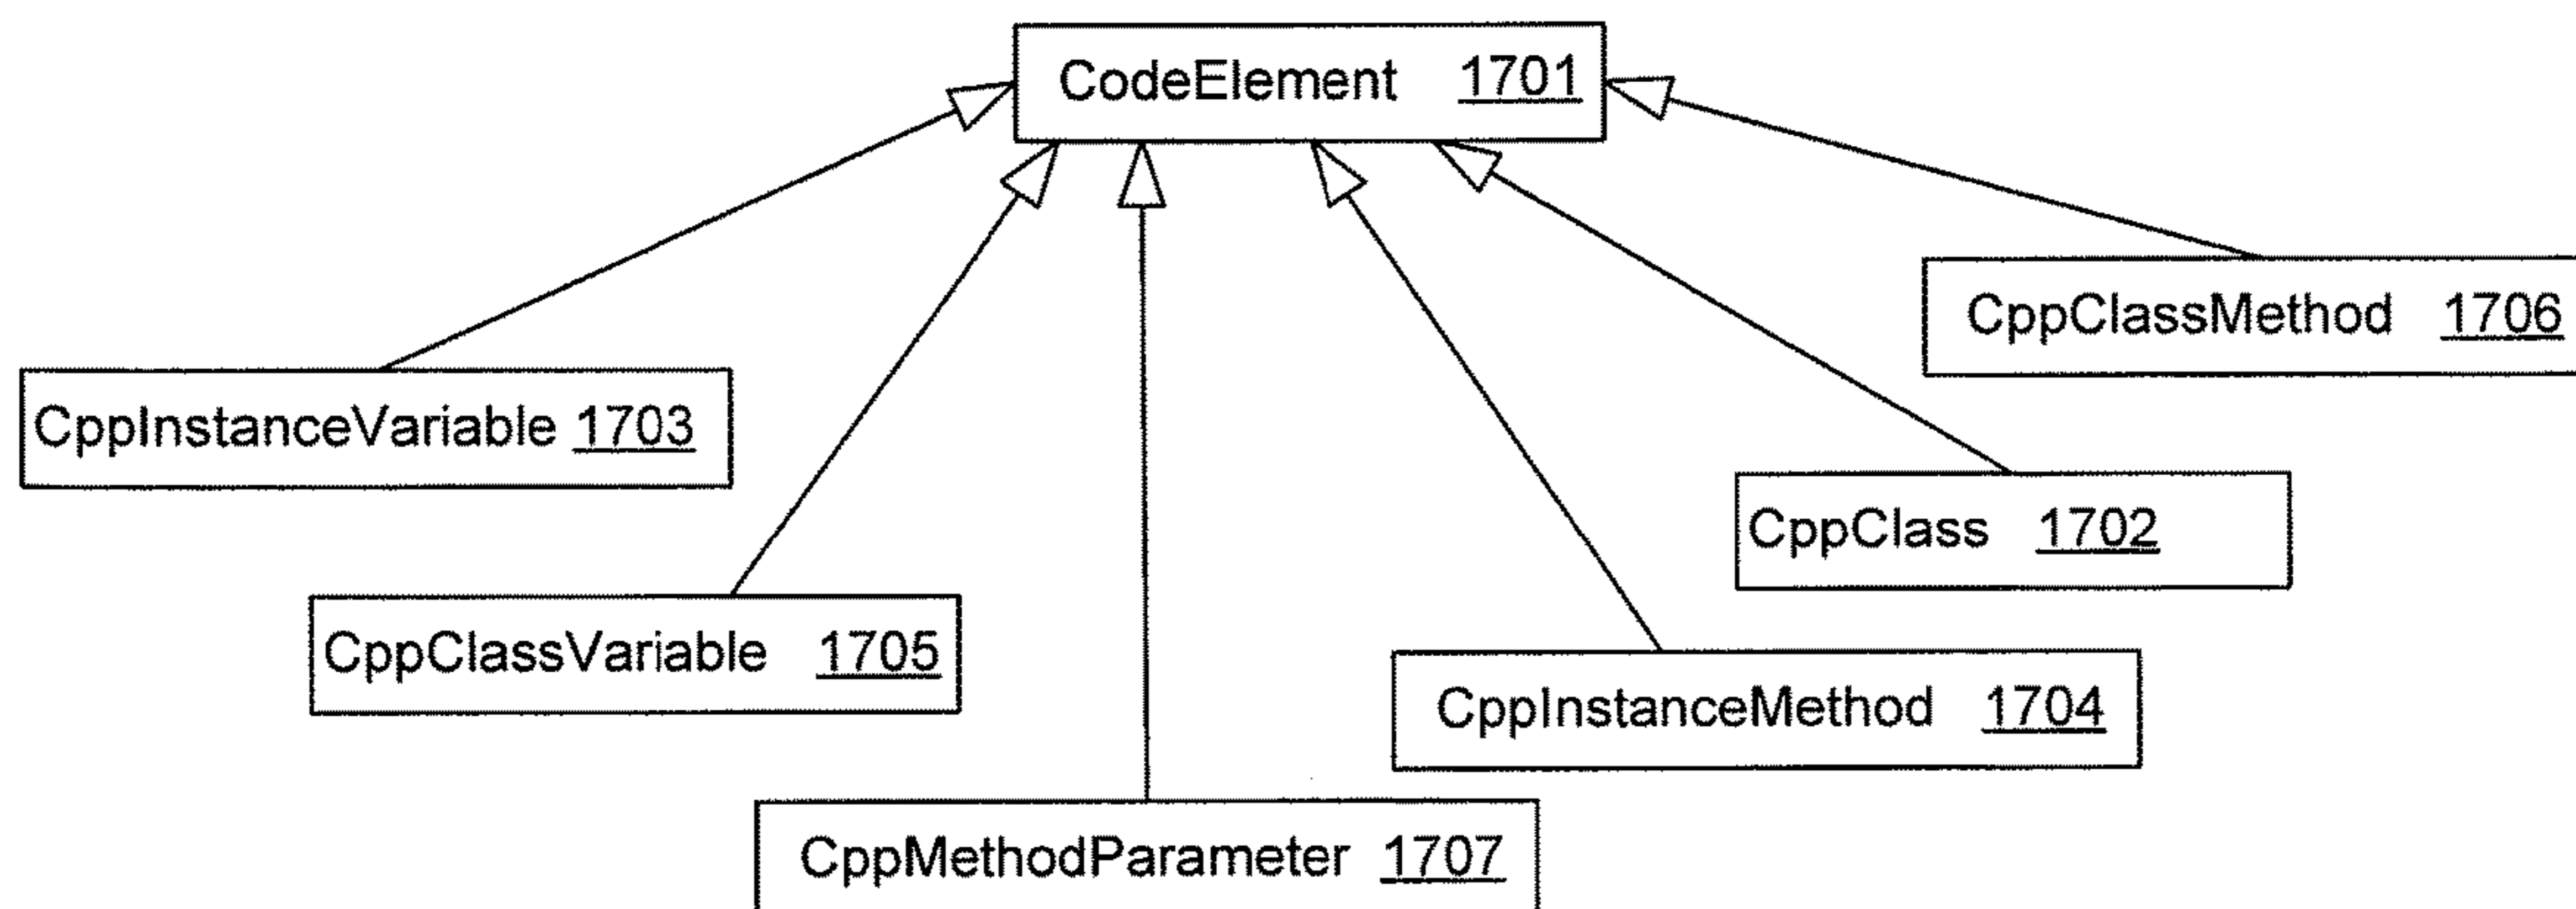 CodeElement 1701
CppClassMethod 1706
CppInstanceVariable 1703
CppClass 1702
CppClassVariable 1705
CppInstanceMethod 1704
CppMethodParameter 1707